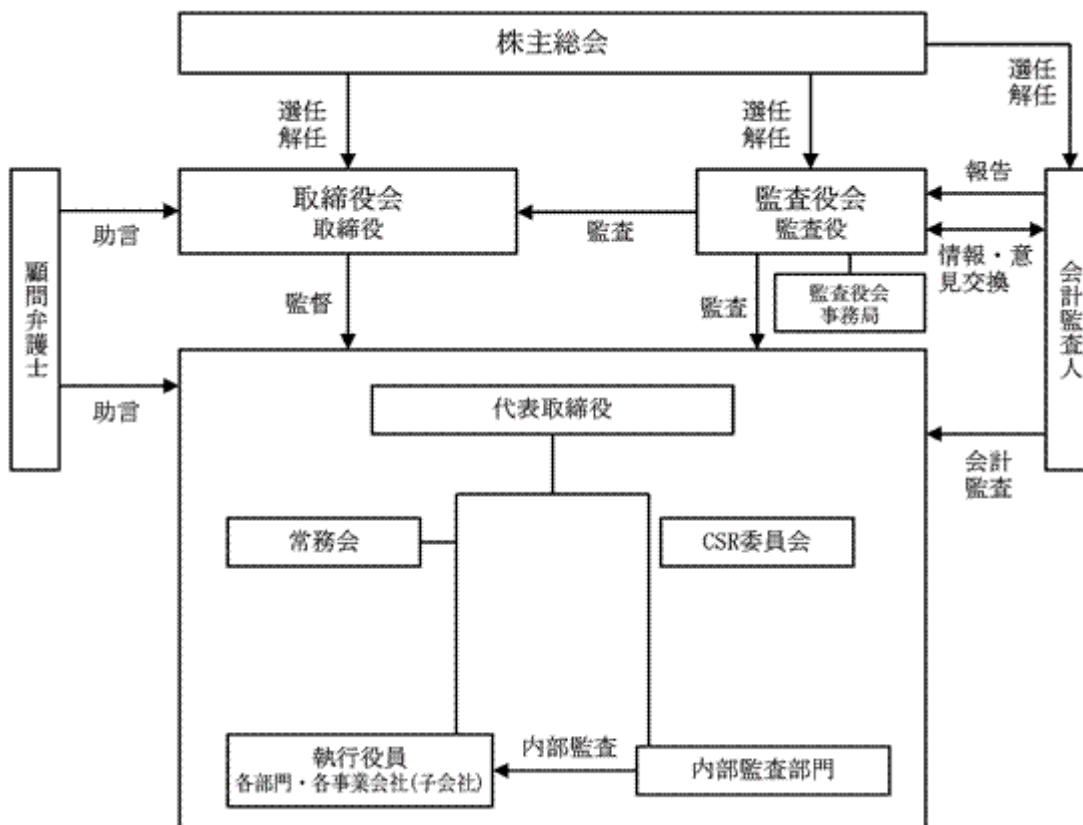 株主総会
選任
解任
選任
解任
選任
解任
取締役会
取締役
監査役会
監査役
報告
助言
監査
情報・意
見交換
顧問弁護士
会計監査人
監査役会
事務局
監督
監査
助言
代表取締役
会計
監査
常務会
CSR委員会
執行役員
各部門・各事業会社(子会社)
内部監査
内部監査部門